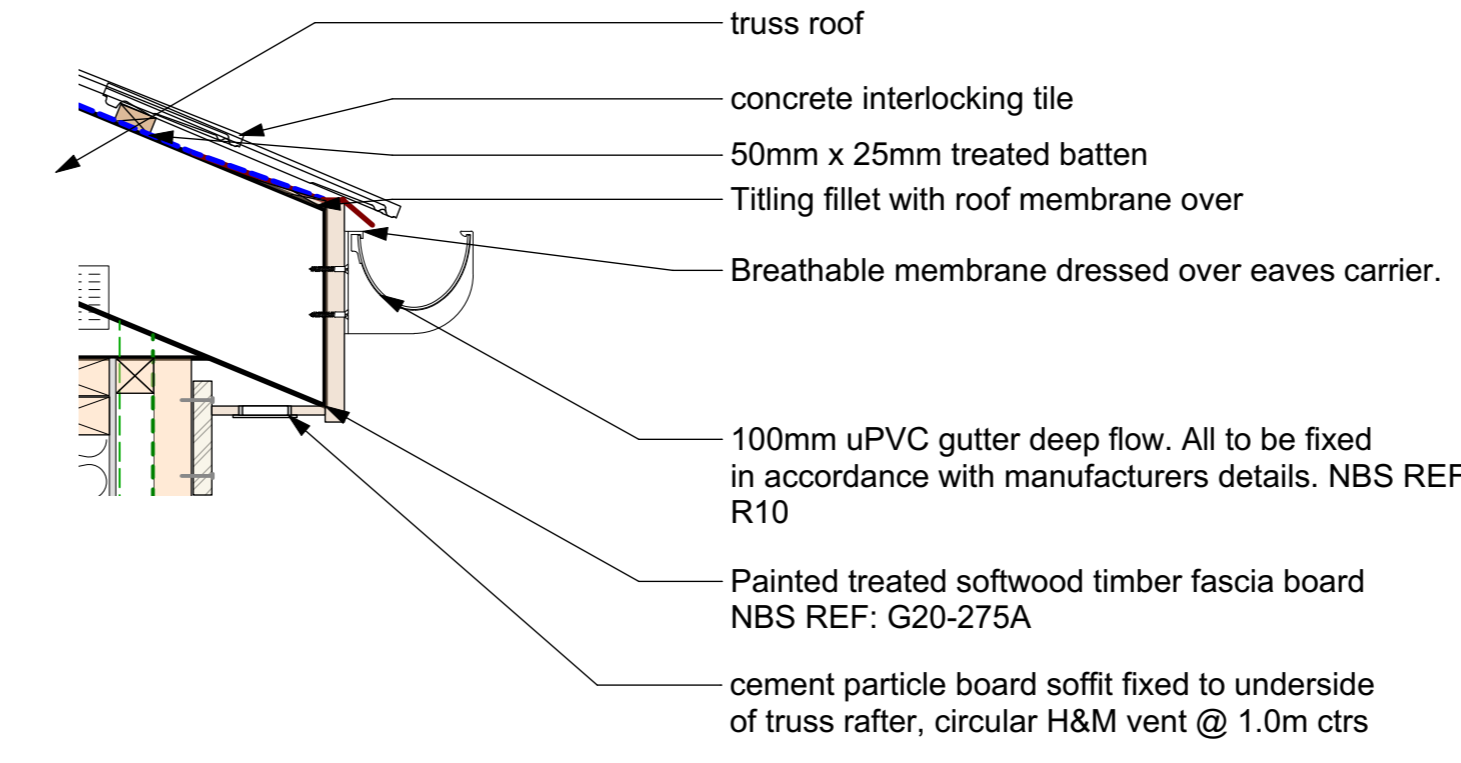 truss roof
concrete interlocking tile
50mm x 25mm treated batten
Titling fillet with roof membrane over
Breathable membrane dressed over eaves carrier.
100mm uPVC gutter deep flow. All to be fixed
in accordance with manufacturers details. NBS REF
R10
Painted treated softwood timber fascia board
NBS REF: G20-275A
cement particle board soffit fixed to underside
of truss rafter, circular H&M vent @ 1.0m ctrs